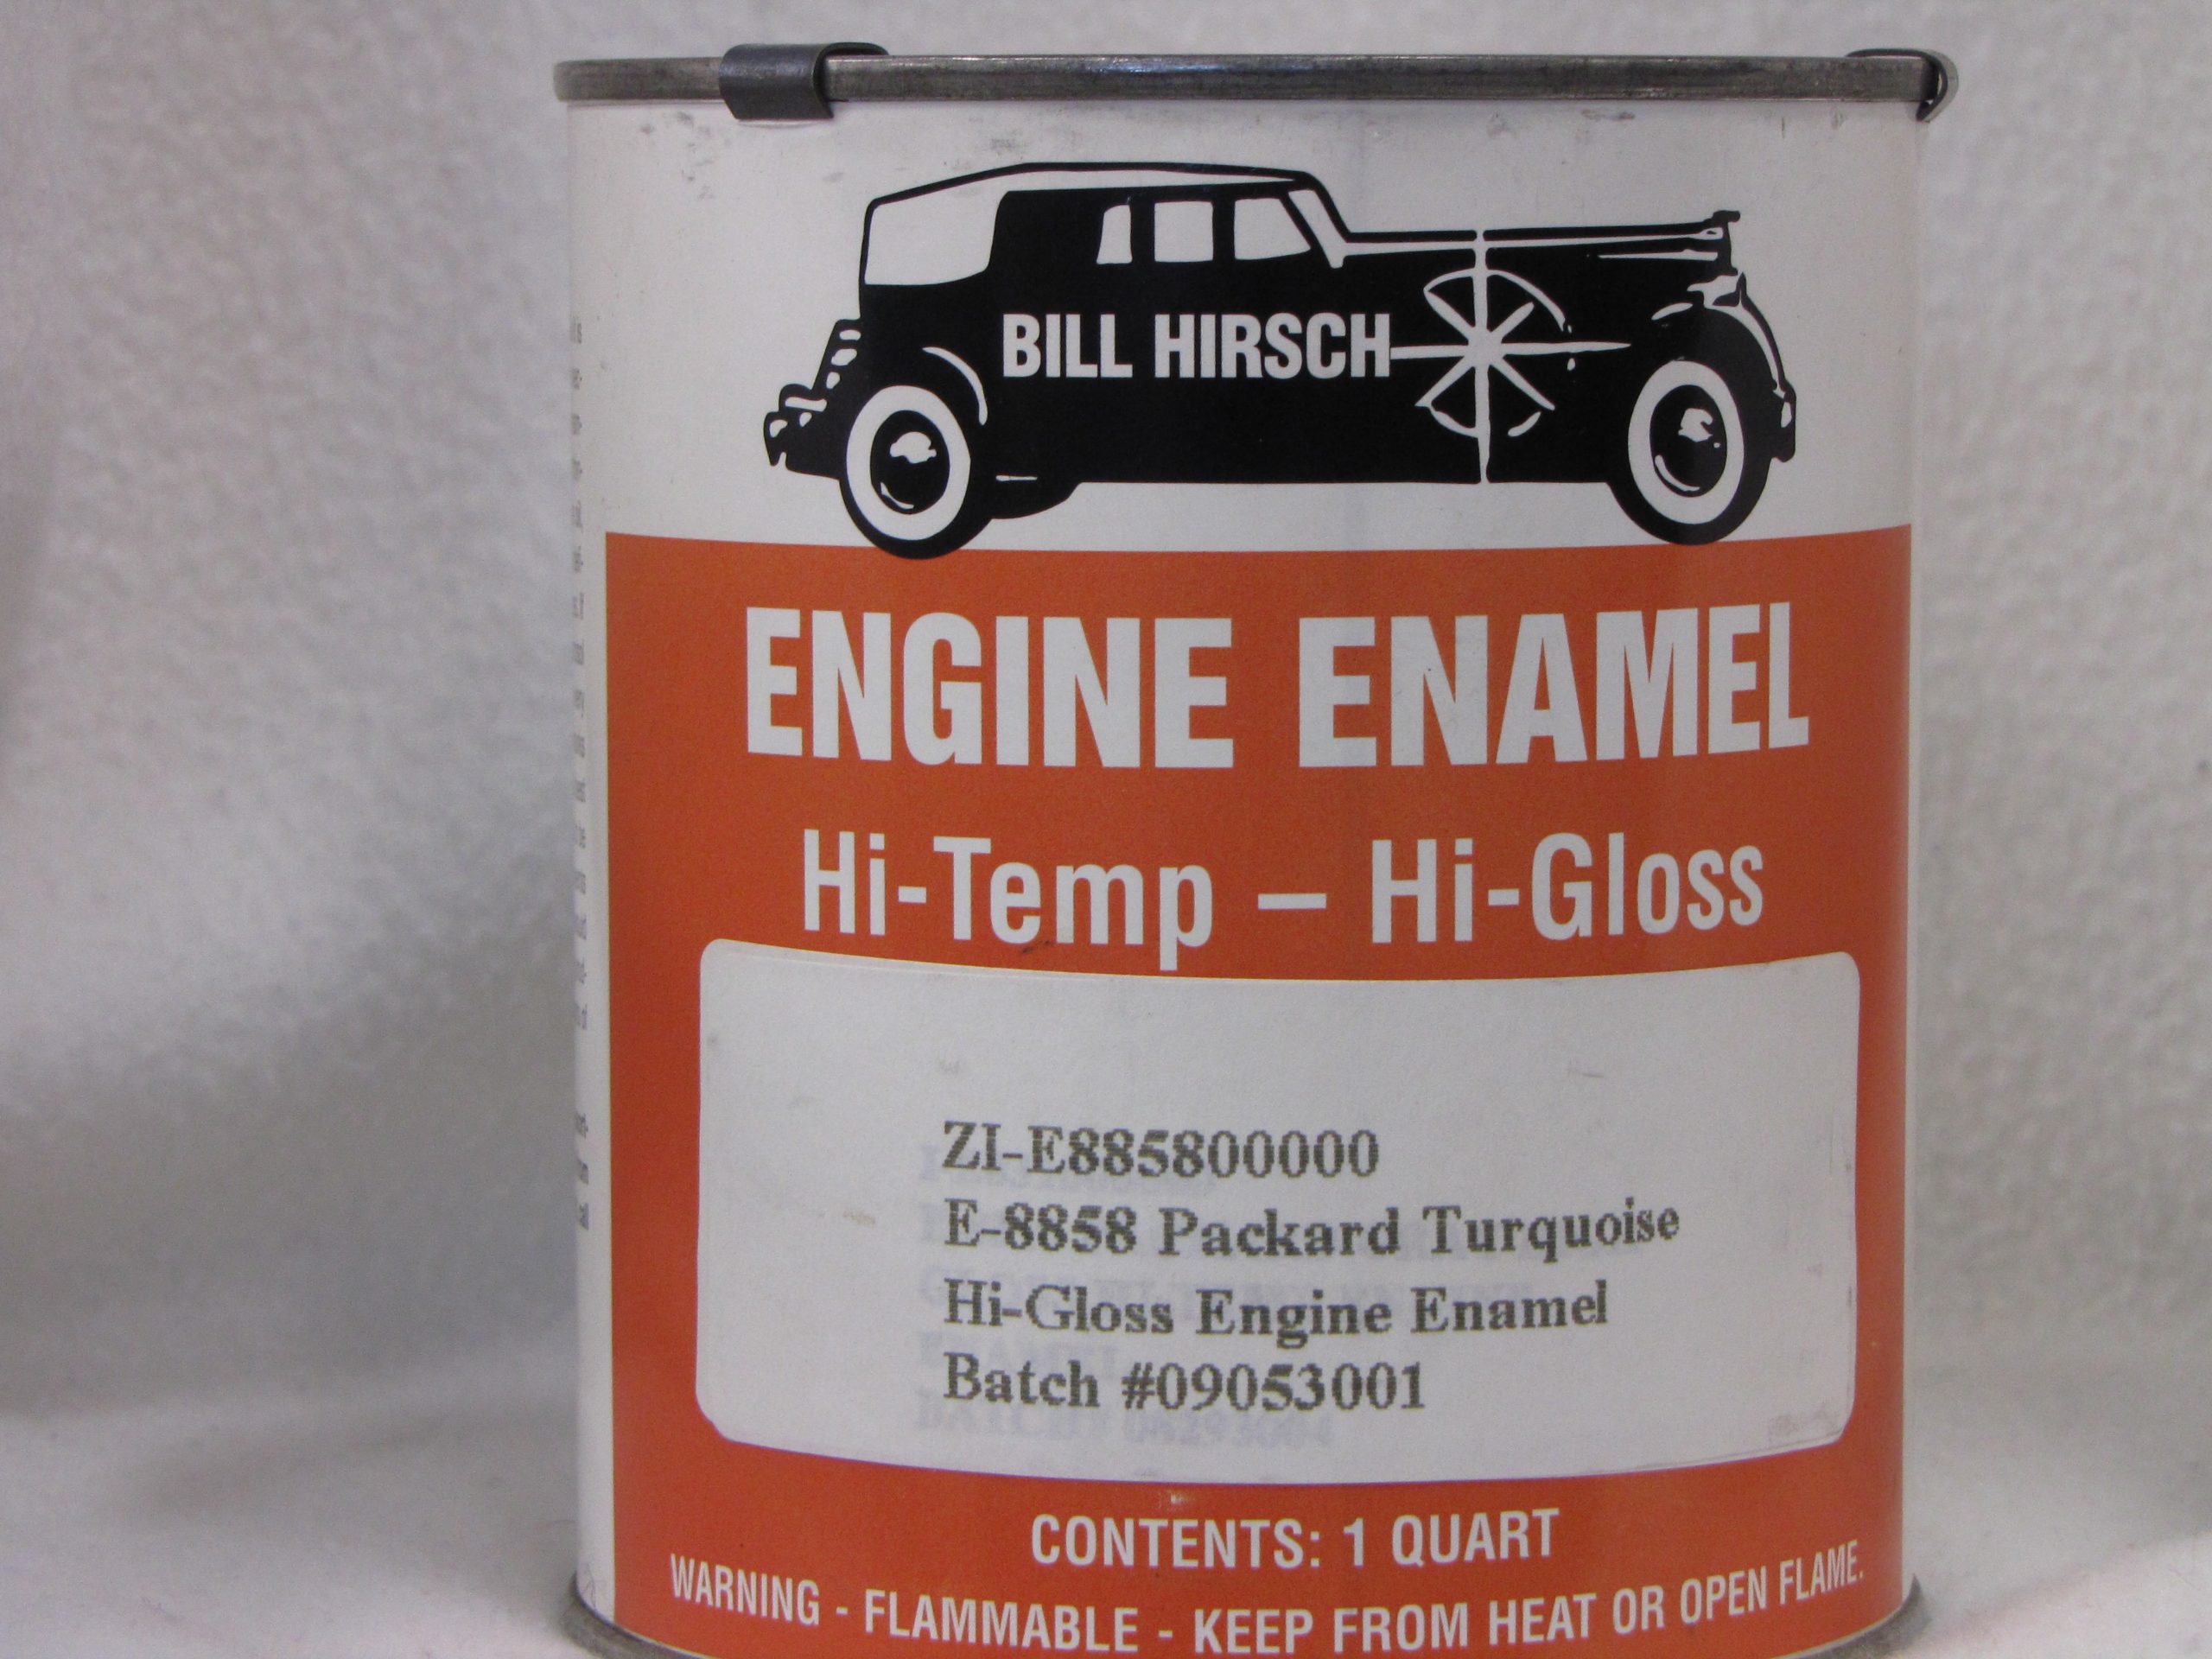 BILL HIRSCH
ENGINE ENAMEL
Hi-Temp – Hi-Gloss
ZI-E885800000
E-8858 Packard Turquoise
Hi-Gloss Engine Enamel
Batch #09053001
CONTENTS: 1 QUART
WARNING - FLAMMABLE - KEEP FROM HEAT OR OPEN FLAME.